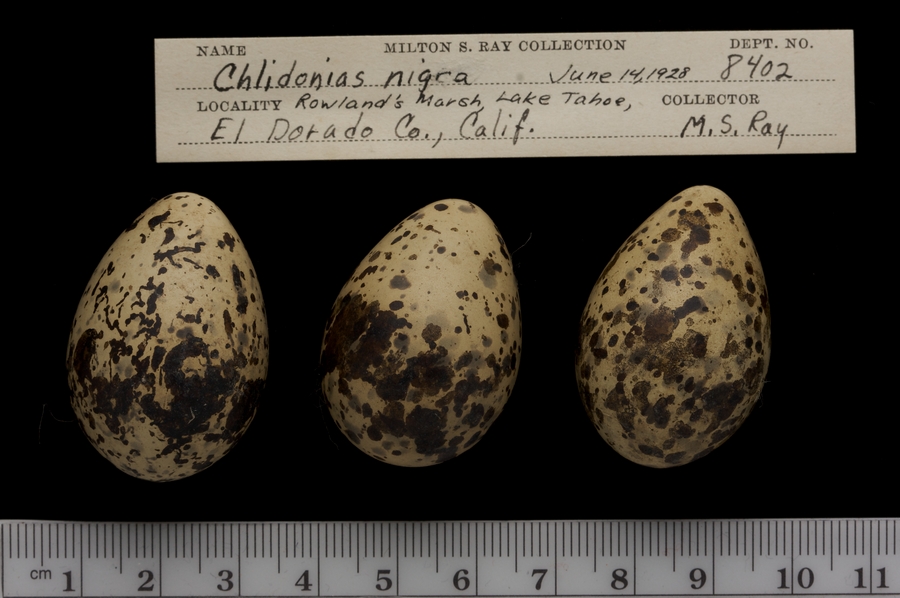 NAME MILTON S. RAY COLLECTION DEPT. NO.
Chlidonias nigra June 14, 1928 8402
LOCALITY Rowland's Marsh, Lake Tahoe, COLLECTOR
El Dorado Co., Calif. M. S. Ray
cm 1 2 3 4 5 6 7 8 9 10 11